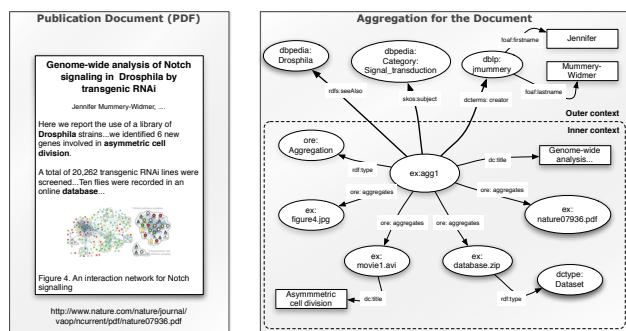 Publication Document (PDF)
Genome-wide analysis of Notch
signaling in Drosphila by
transgenic RNAi
Jennifer Mummery-Widmer, ....
Here we report the use of a library of
Drosphila strains...we identified 6 new
genes involved in asymmetric cell
division.
A total of 20,262 transgenic RNAi lines were
screened...Ten flies were recorded in an
online database...
Figure 4. An interaction network for Notch
signalling
http://www.nature.com/nature/journal/
vaop/ncurrent/pdf/nature07936.pdf
Aggregation for the Document
dbpedia:
Drosphila
dbpedia:
Category:
Signal_transduction
dblp:
jmummery
foaf:firstname
Jennifer
foaf:lastname
Mummery-
Widmer
rdfs:seeAlso
skos:subject
dcterms: creator
Outer context
Inner context
ore:
Aggregation
rdf:type
ex:agg1
dc:title
Genome-wide
analysis...
ore: aggregates
ore: aggregates
ex:
figure4.jpg
ex:
nature07936.pdf
ore: aggregates
ore: aggregates
ex:
movie1.avi
ex:
database.zip
dctype:
Dataset
Asymmmetric
cell division
dc:title
rdf:type